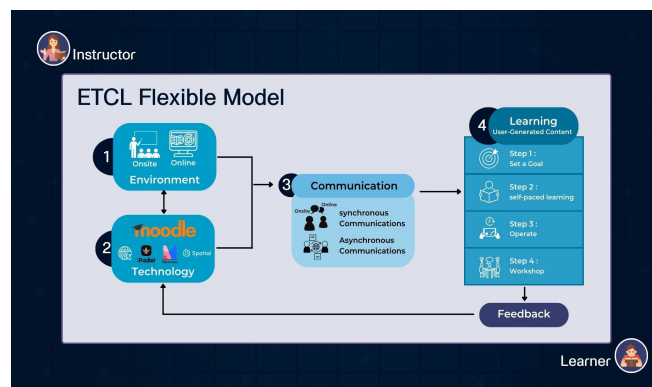 Instructor
ETCL Flexible Model
1
Onsite
Online
Environment
2
moodle
Padlet
Spatial
Technology
3
Communication
Onsite
Online
synchronous
Communications
Asynchronous
Communications
4
Learning
User-Generated Content
Step 1 :
Set a Goal
Step 2 :
self-paced learning
Step 3 :
Operate
Step 4 :
Workshop
Feedback
Learner